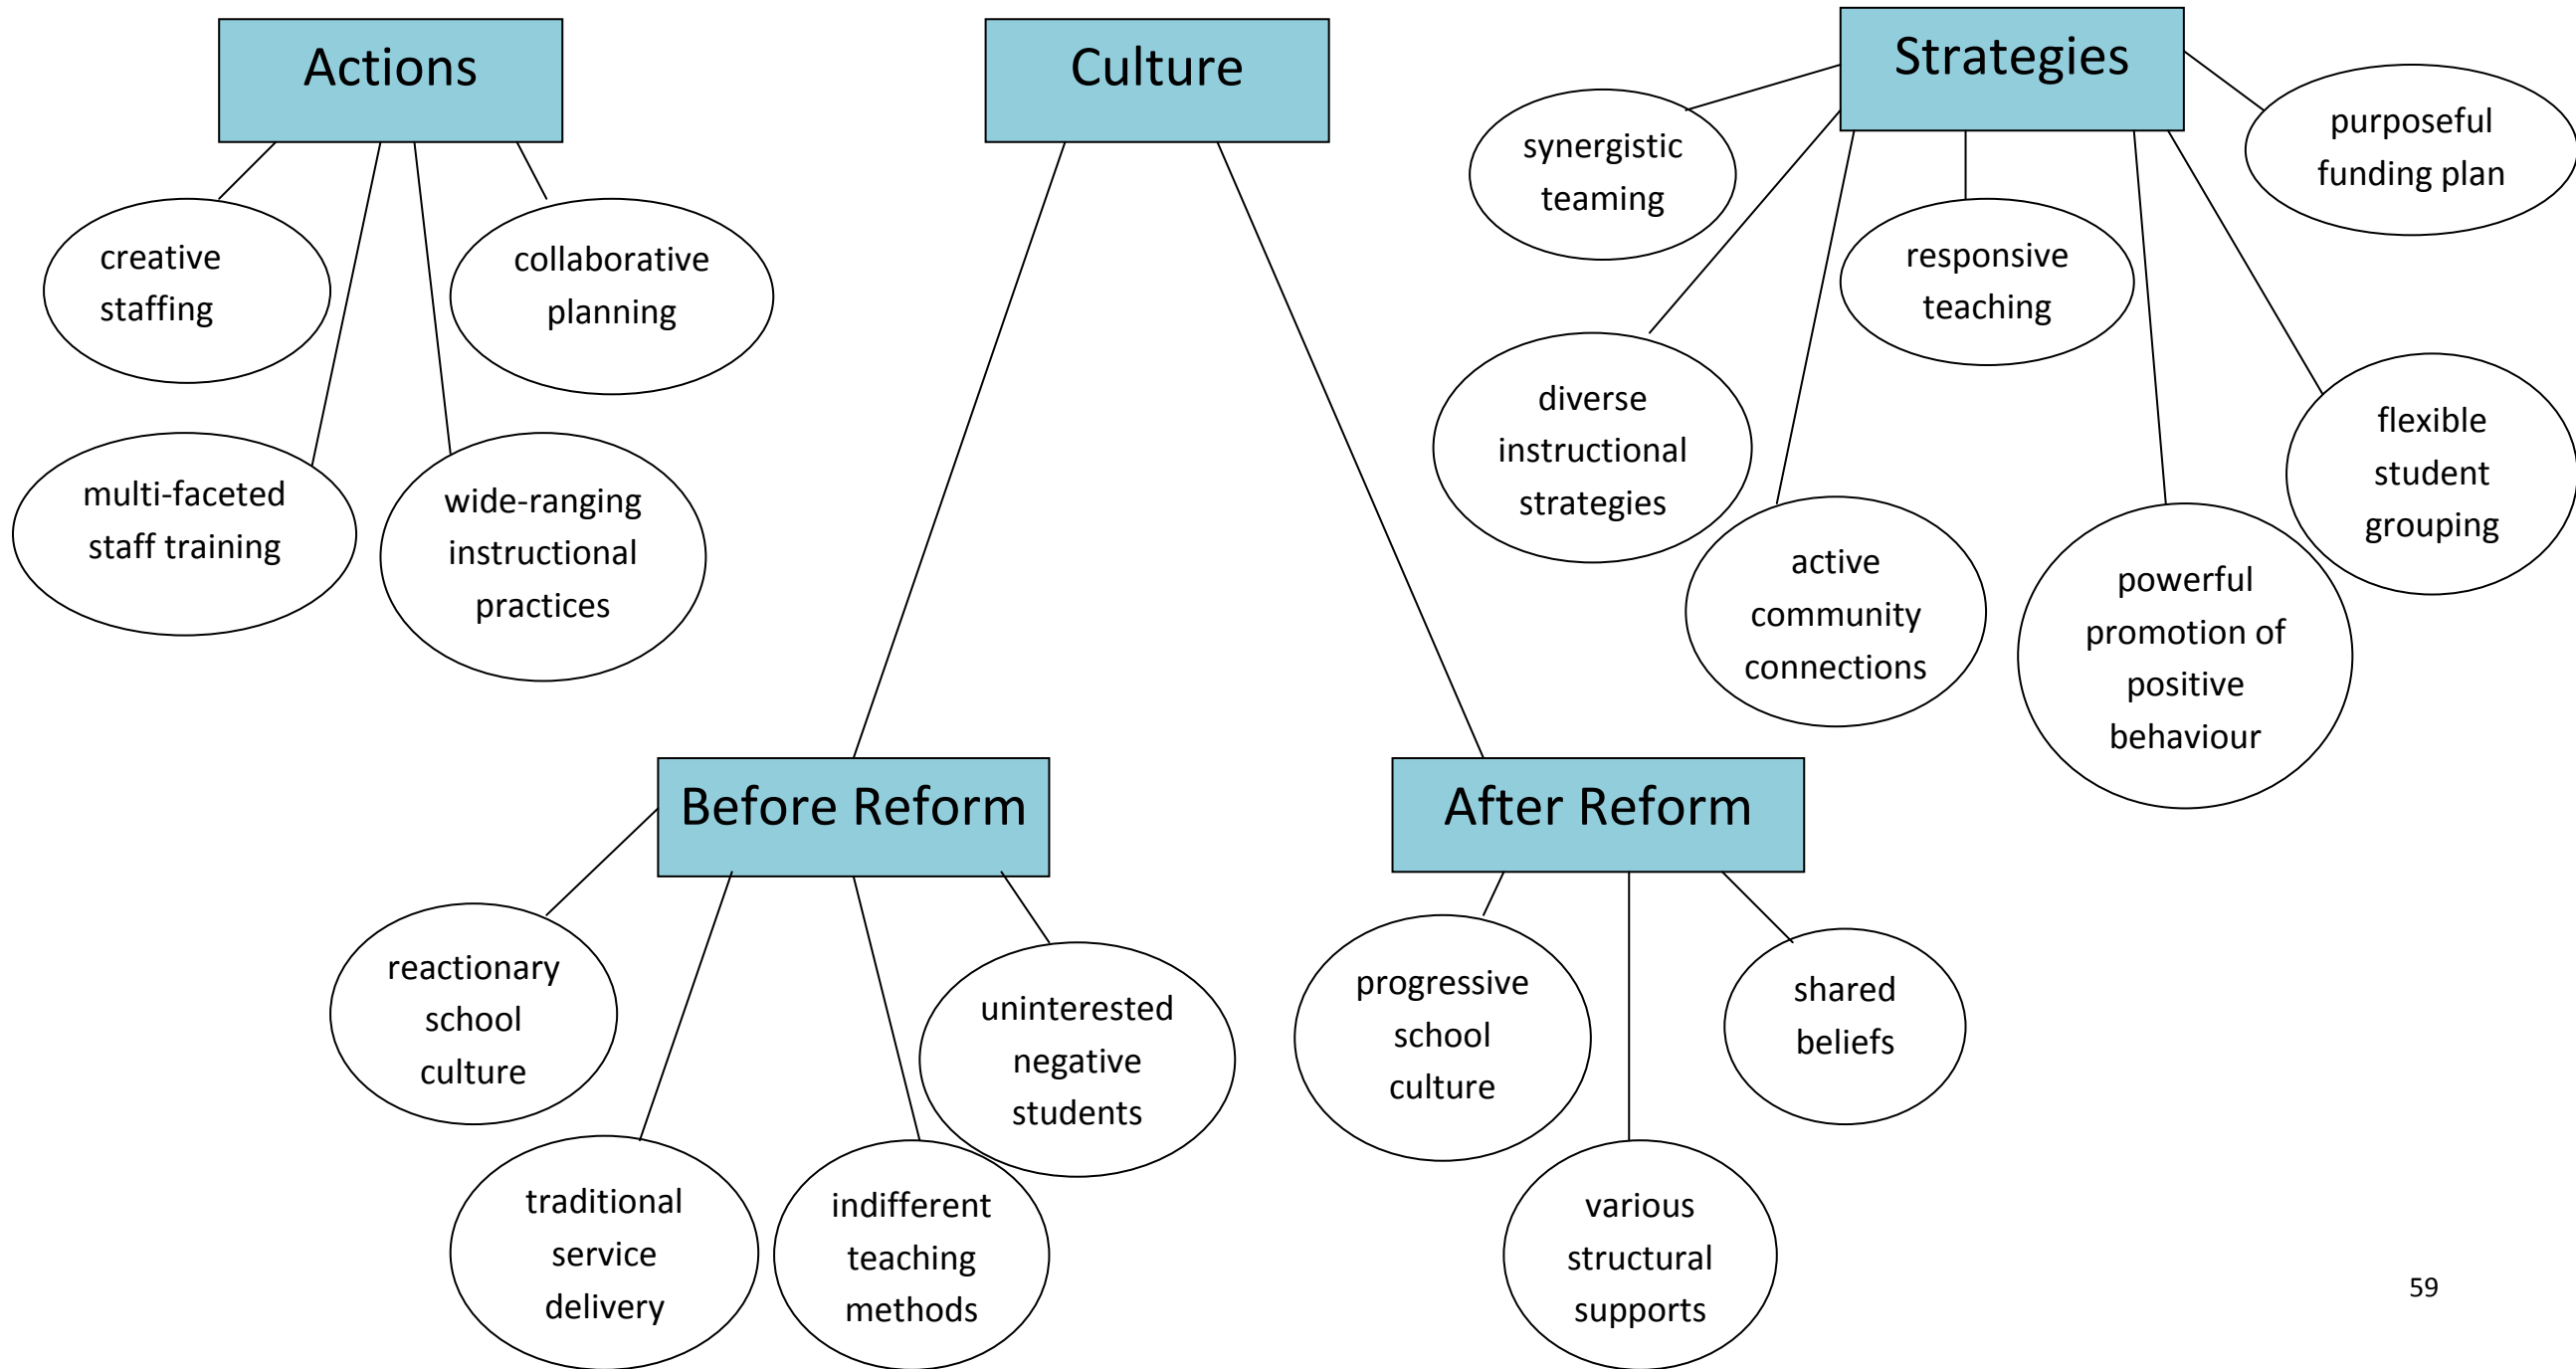 Actions
Culture
Strategies
creative
staffing
collaborative
planning
multi-faceted
staff training
wide-ranging
instructional
practices
synergistic
teaming
responsive
teaching
purposeful
funding plan
diverse
instructional
strategies
active
community
connections
powerful
promotion of
positive
behaviour
flexible
student
grouping
Before Reform
After Reform
reactionary
school
culture
traditional
service
delivery
indifferent
teaching
methods
uninterested
negative
students
progressive
school
culture
various
structural
supports
shared
beliefs
59